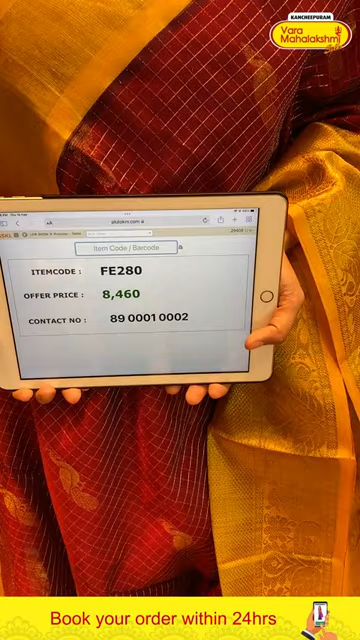 KANCHEEPURAM
Vara
Mahalakshmi
Silks
Item Code / Barcode
ITEMCODE : FE280
OFFER PRICE : 8,460
CONTACT NO : 89 0001 0002
Book your order within 24hrs